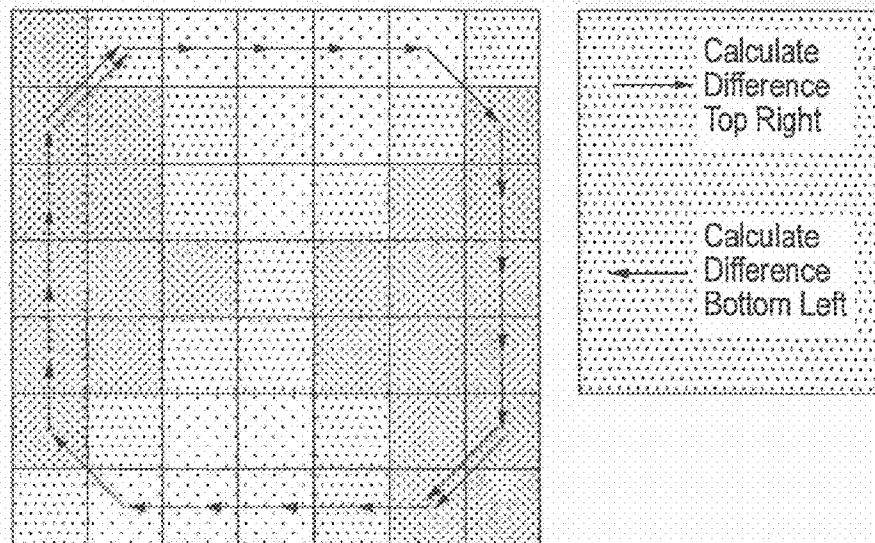 Calculate
Difference
Top Right
Calculate
Difference
Bottom Left